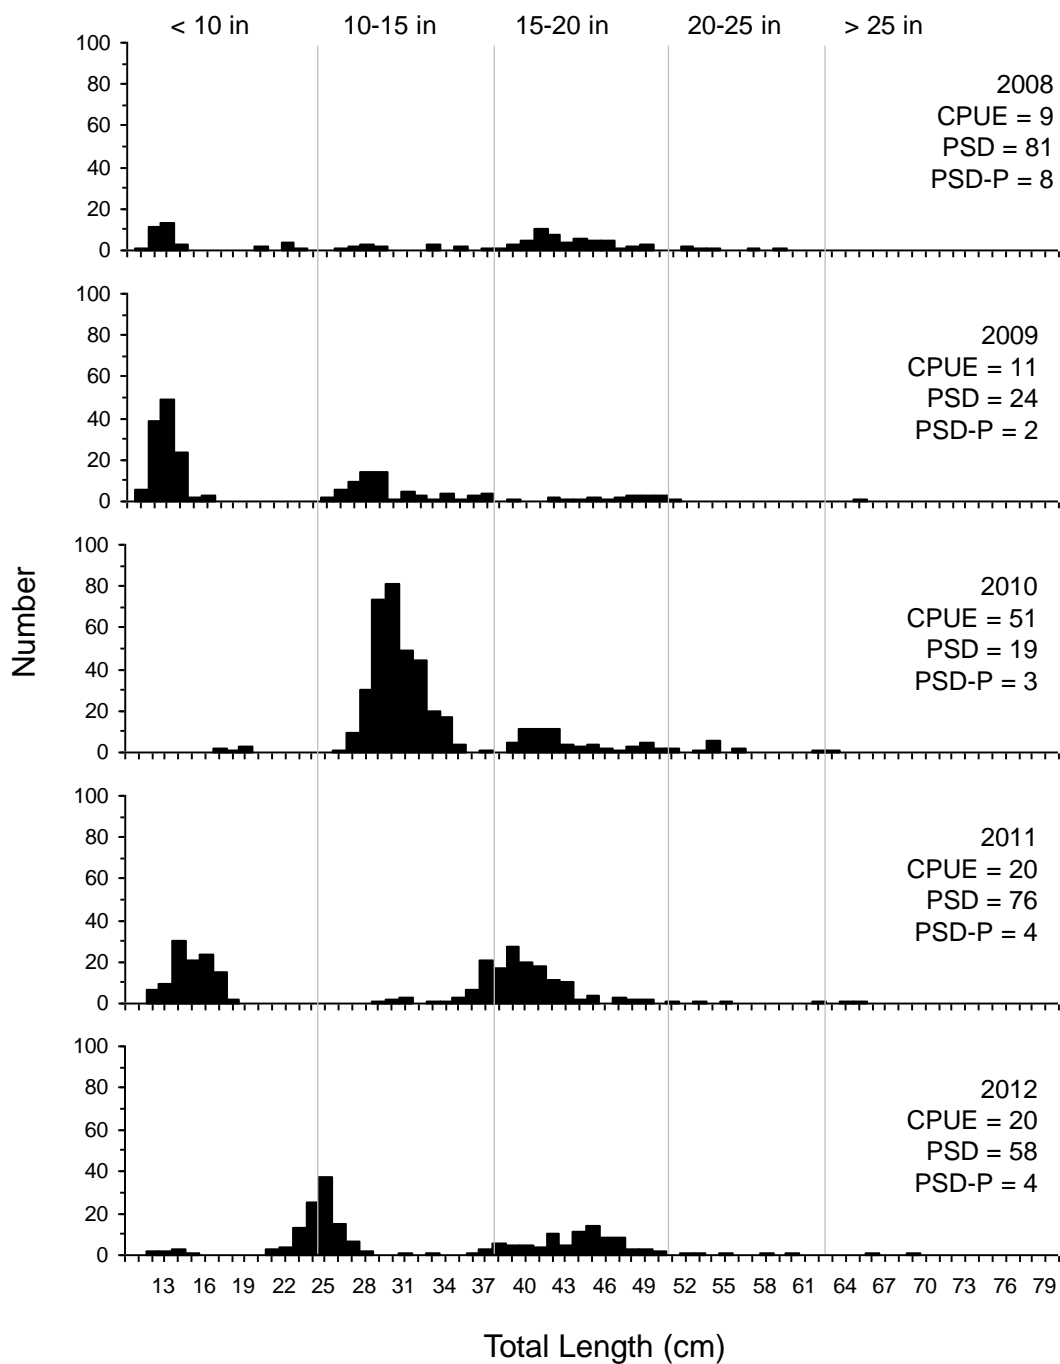 < 10 in 10-15 in 15-20 in 20-25 in > 25 in
100
80
60
40
20
0
2008
CPUE = 9
PSD = 81
PSD-P = 8
100
80
60
40
20
0
2009
CPUE = 11
PSD = 24
PSD-P = 2
100
80
60
40
20
0
2010
CPUE = 51
PSD = 19
PSD-P = 3
Number
100
80
60
40
20
0
2011
CPUE = 20
PSD = 76
PSD-P = 4
100
80
60
40
20
0
2012
CPUE = 20
PSD = 58
PSD-P = 4
13 16 19 22 25 28 31 34 37 40 43 46 49 52 55 58 61 64 67 70 73 76 79
Total Length (cm)